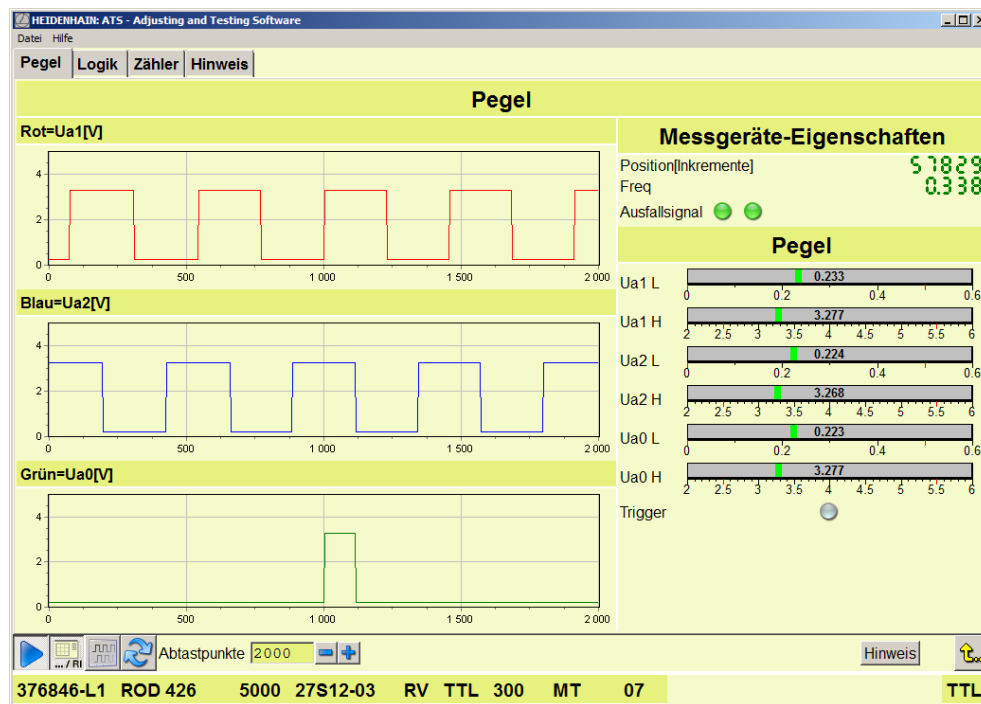 HEIDENHAIN: ATS - Adjusting and Testing Software
Datei Hilfe
Pegel Logik Zähler Hinweis
Pegel
Rot=Ua1[V]
4
2
0
0 500 1 000 1 500 2 000
Blau=Ua2[V]
4
2
0
0 500 1 000 1 500 2 000
Grün=Ua0[V]
4
2
0
0 500 1 000 1 500 2 000
Messgeräte-Eigenschaften
Position[Inkremente] 57829
Freq 0.338
Ausfallsignal
Pegel
Ua1 L 0.233
0 0.2 0.4 0.6
Ua1 H 3.277
2 2.5 3 3.5 4 4.5 5 5.5 6
Ua2 L 0.224
0 0.2 0.4 0.6
Ua2 H 3.268
2 2.5 3 3.5 4 4.5 5 5.5 6
Ua0 L 0.223
0 0.2 0.4 0.6
Ua0 H 3.277
2 2.5 3 3.5 4 4.5 5 5.5 6
Trigger
.../RI Abtastpunkte 2000 Hinweis
376846-L1 ROD 426 5000 27S12-03 RV TTL 300 MT 07 TTL